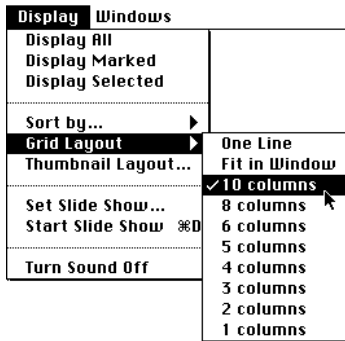 Display Windows
Display All
Display Marked
Display Selected
Sort by...
Grid Layout
Thumbnail Layout...
Set Slide Show...
Start Slide Show ⌘D
Turn Sound Off
One Line
Fit in Window
✓10 columns
8 columns
6 columns
5 columns
4 columns
3 columns
2 columns
1 columns